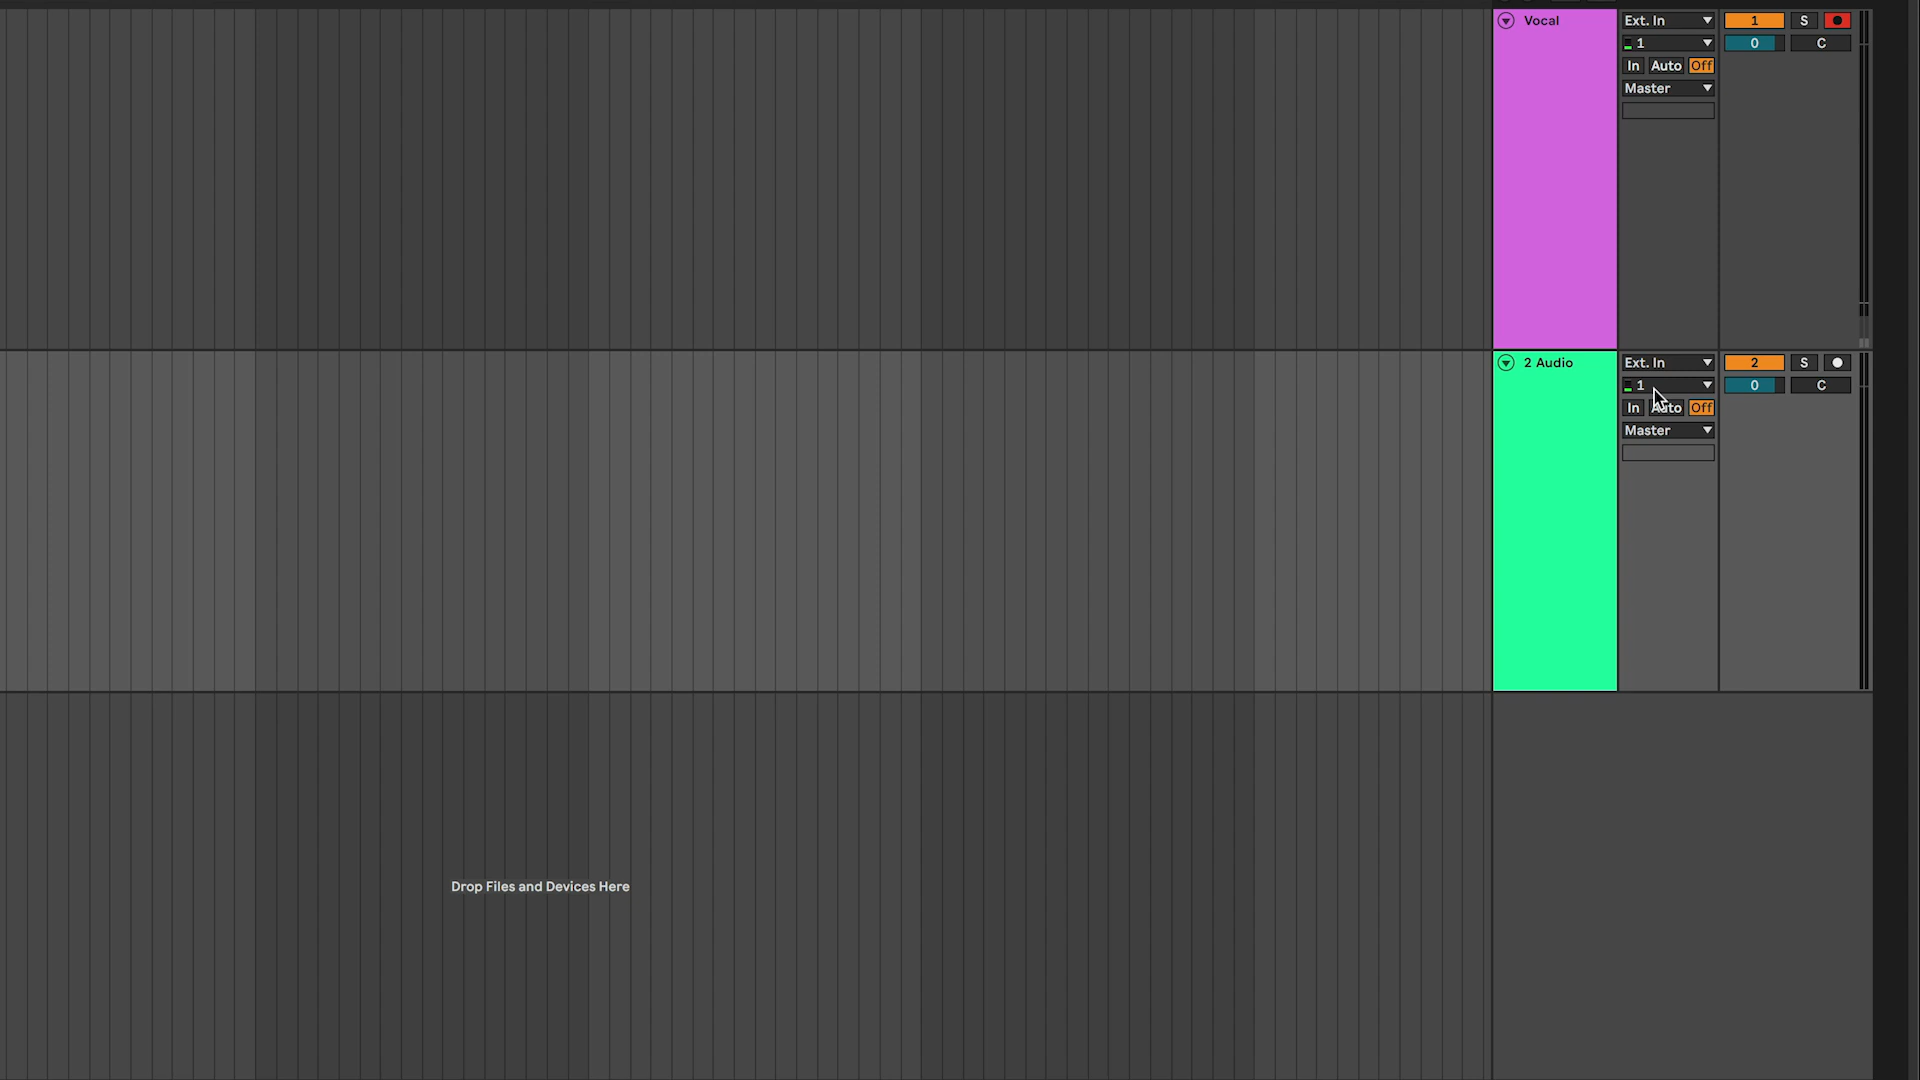 Vocal Ext. In 1 S
1 0 C
In Auto Off
Master
2 Audio Ext. In 2 S
1 0 C
In Auto Off
Master
Drop Files and Devices Here